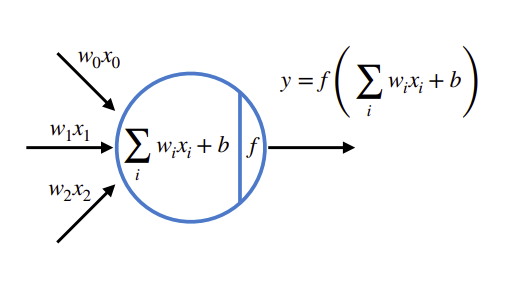 w₀x₀
y = f(∑ᵢ wᵢxᵢ + b)
w₁x₁
∑ᵢ wᵢxᵢ + b
f
w₂x₂